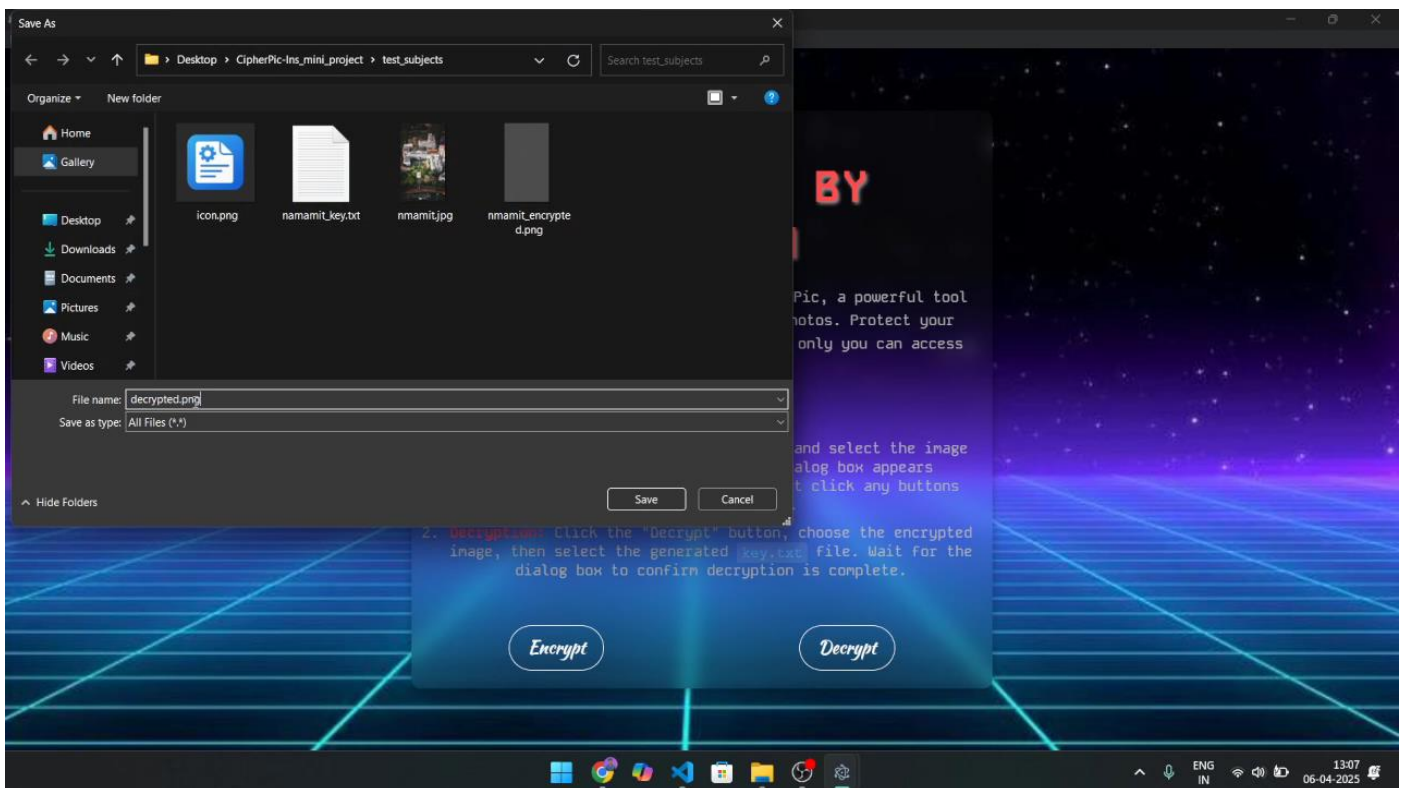 Save As
Desktop > CipherPic-Ins_mini_project > test_subjects
Search test_subjects
Organize
New folder
Home
Gallery
Desktop
Downloads
Documents
Pictures
Music
Videos
icon.png
namamit_key.txt
nmamit.jpg
nmamit_encrypte
d.png
File name: decrypted.png
Save as type: All Files (*.*)
Hide Folders
Save
Cancel
BY
Pic, a powerful tool
hotos. Protect your
only you can access
and select the image
alog box appears
t click any buttons
2. Decryption: Click the "Decrypt" button, choose the encrypted
image, then select the generated key.txt file. Wait for the
dialog box to confirm decryption is complete.
Encrypt
Decrypt
ENG
IN
13:07
06-04-2025